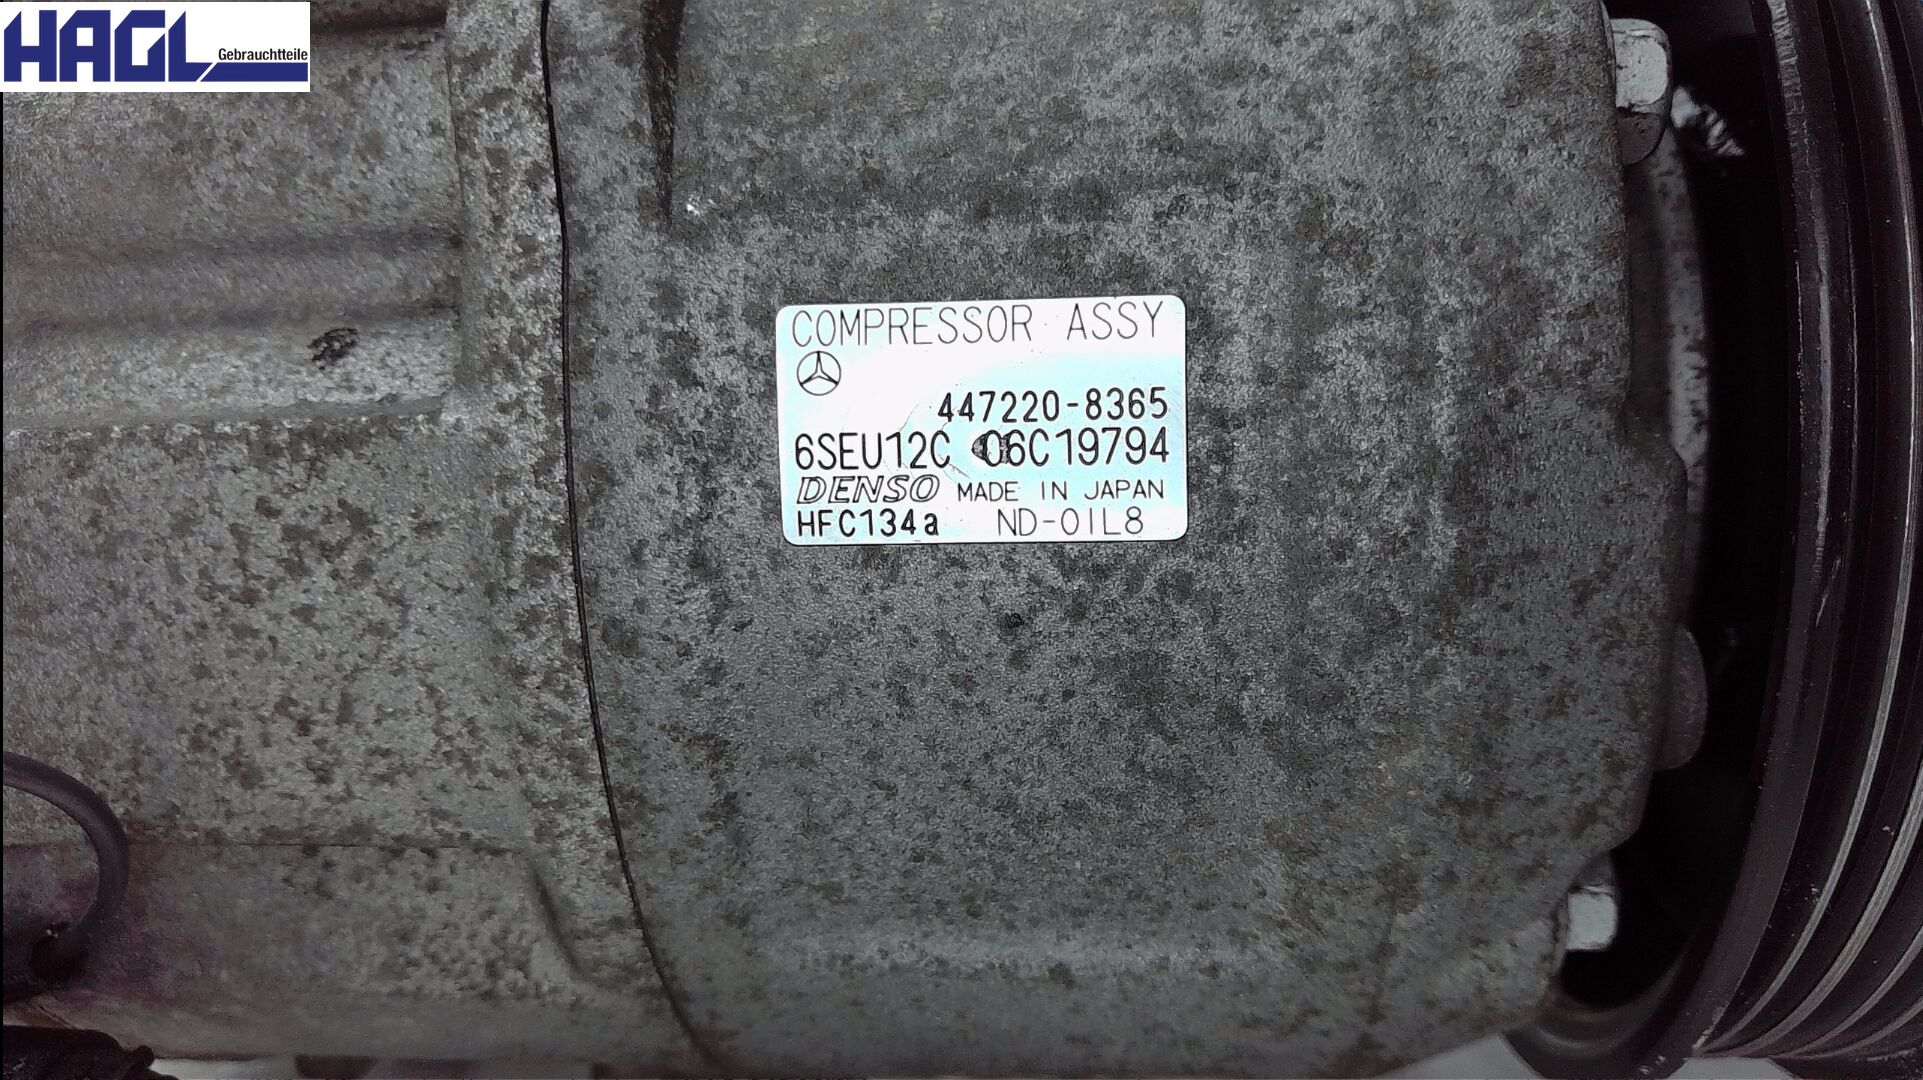 HAGL Gebrauchtteile
COMPRESSOR ASSY
447220-8365
6SEU12C 06C19794
DENSO MADE IN JAPAN
HFC134a ND-OIL8